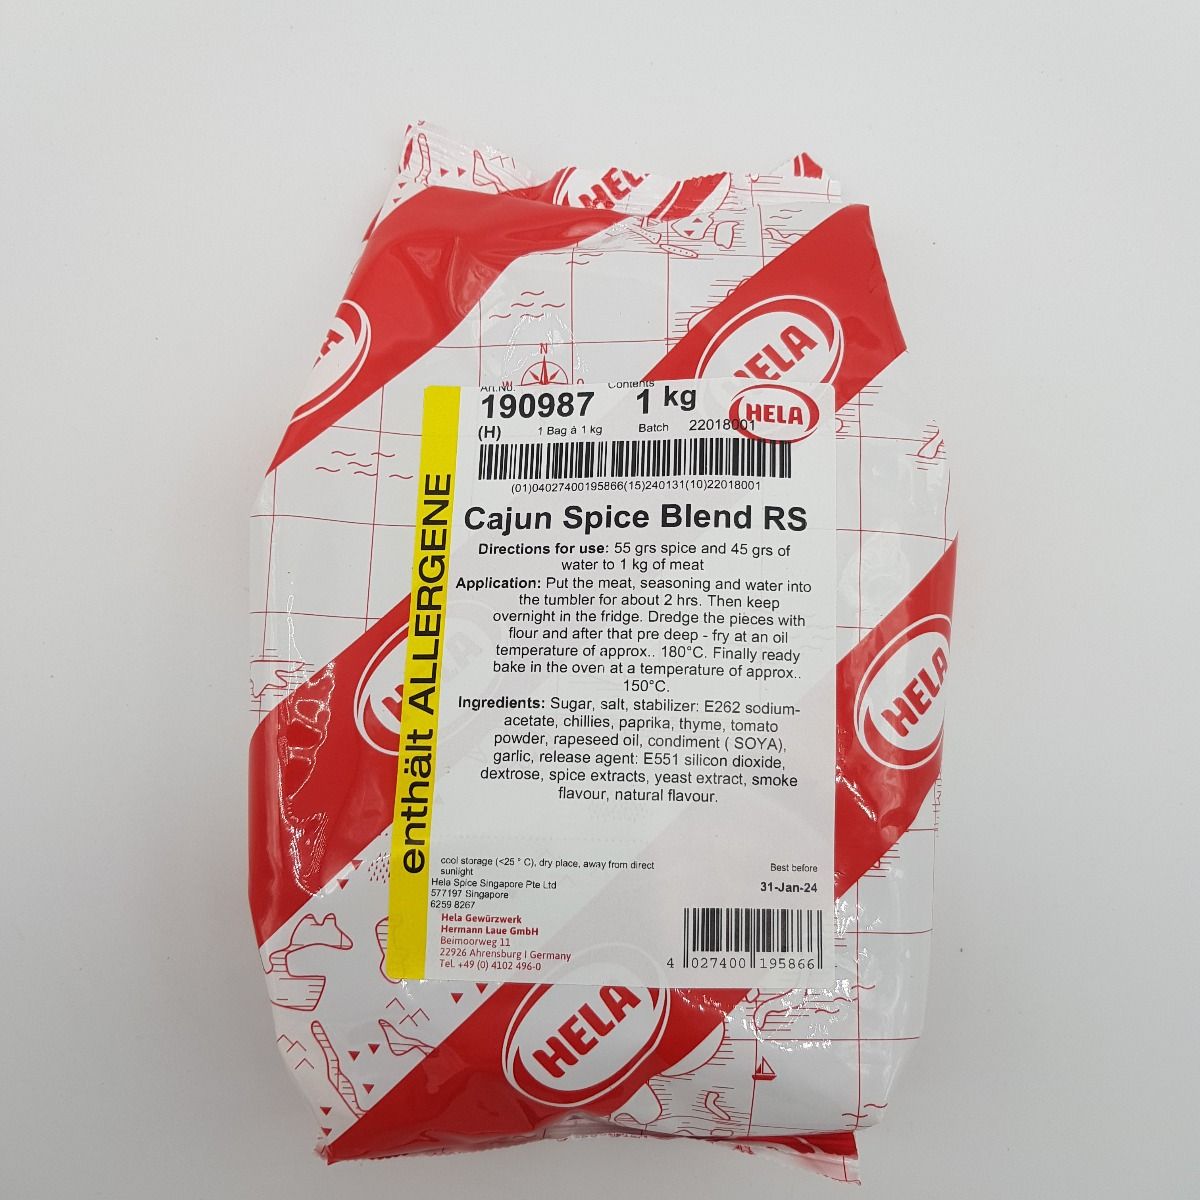 HEL
HELA
Art.No.
Contents
190987
1 kg
HELA
(H)
1 Bag à 1 kg
Batch
22018001
(01)04027400195866(15)240131(10)22018001
enthält ALLERGENE
Cajun Spice Blend RS
Directions for use: 55 grs spice and 45 grs of
water to 1 kg of meat
Application: Put the meat, seasoning and water into
the tumbler for about 2 hrs. Then keep
overnight in the fridge. Dredge the pieces with
flour and after that pre deep - fry at an oil
temperature of approx.. 180°C. Finally ready
bake in the oven at a temperature of approx..
150°C.
Ingredients: Sugar, salt, stabilizer: E262 sodium-
acetate, chillies, paprika, thyme, tomato
powder, rapeseed oil, condiment ( SOYA),
garlic, release agent: E551 silicon dioxide,
dextrose, spice extracts, yeast extract, smoke
flavour, natural flavour.
HELA
cool storage (<25 ° C), dry place, away from direct
sunlight
Hela Spice Singapore Pte Ltd
577197 Singapore
6259 8267
Best before
31-Jan-24
Hela Gewürzwerk
Hermann Laue GmbH
Beimoorweg 11
22926 Ahrensburg I Germany
Tel. +49 (0) 4102 496-0
4 027400 195866
HELA